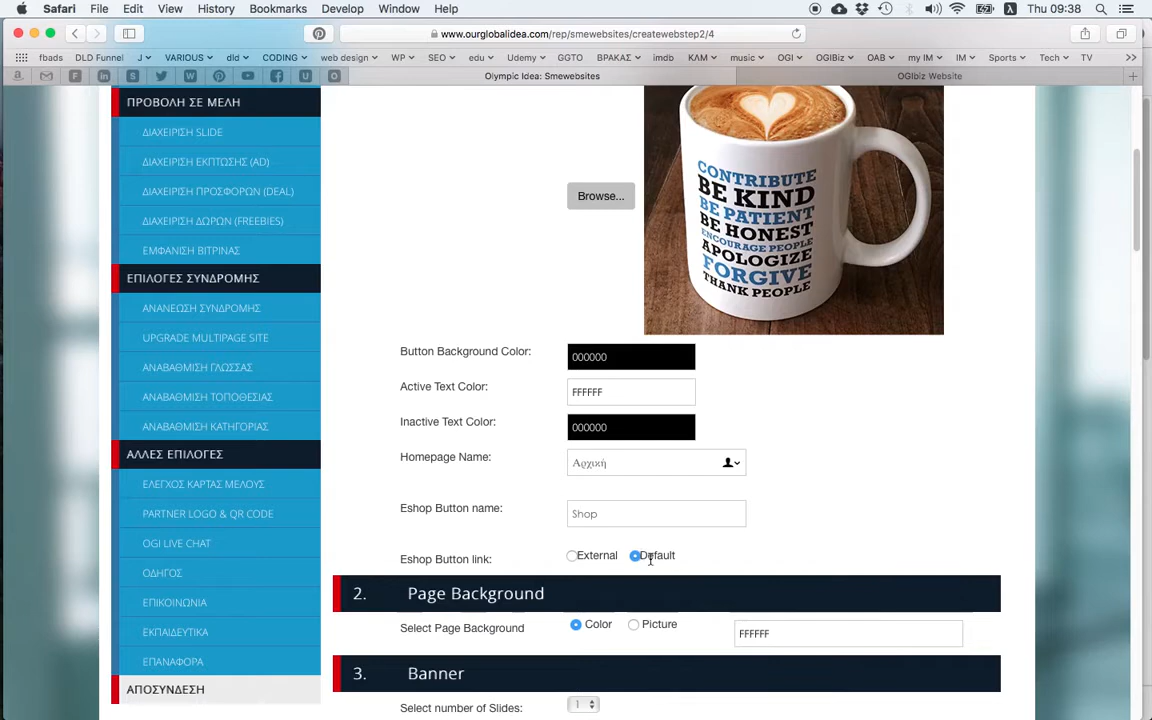 Safari File Edit View History Bookmarks Develop Window Help Thu 09:38
www.ourglobalidea.com/rep/smewebsites/createwebstep2/4
fbads DLD Funnel J VARIOUS dld CODING web design WP SEO edu Udemy GGTO ΒΡΑΚΑΣ imdb ΚΛΜ music OGI OGIBiz OAB my IM IM Sports Tech TV
Olympic Idea: Smewebsites OGIbiz Website
ΠΡΟΒΟΛΗ ΣΕ ΜΕΛΗ
ΔΙΑΧΕΙΡΙΣΗ SLIDE
ΔΙΑΧΕΙΡΙΣΗ ΕΚΠΤΩΣΗΣ (AD)
ΔΙΑΧΕΙΡΙΣΗ ΠΡΟΣΦΟΡΩΝ (DEAL)
ΔΙΑΧΕΙΡΙΣΗ ΔΩΡΩΝ (FREEBIES)
ΕΜΦΑΝΙΣΗ ΒΙΤΡΙΝΑΣ
ΕΠΙΛΟΓΕΣ ΣΥΝΔΡΟΜΗΣ
ΑΝΑΝΕΩΣΗ ΣΥΝΔΡΟΜΗΣ
UPGRADE MULTIPAGE SITE
ΑΝΑΒΑΘΜΙΣΗ ΓΛΩΣΣΑΣ
ΑΝΑΒΑΘΜΙΣΗ ΤΟΠΟΘΕΣΙΑΣ
ΑΝΑΒΑΘΜΙΣΗ ΚΑΤΗΓΟΡΙΑΣ
ΑΛΛΕΣ ΕΠΙΛΟΓΕΣ
ΕΛΕΓΧΟΣ ΚΑΡΤΑΣ ΜΕΛΟΥΣ
PARTNER LOGO & QR CODE
OGI LIVE CHAT
ΟΔΗΓΟΣ
ΕΠΙΚΟΙΝΩΝΙΑ
ΕΚΠΑΙΔΕΥΤΙΚΑ
ΕΠΑΝΑΦΟΡΑ
ΑΠΟΣΥΝΔΕΣΗ
Browse...
CONTRIBUTE
BE KIND
BE PATIENT
BE HONEST
ENCOURAGE PEOPLE
APOLOGIZE
FORGIVE
THANK PEOPLE
Button Background Color: 000000
Active Text Color: FFFFFF
Inactive Text Color: 000000
Homepage Name: Αρχική
Eshop Button name: Shop
Eshop Button link: External Default
2. Page Background
Select Page Background Color Picture FFFFFF
3. Banner
Select number of Slides: 1